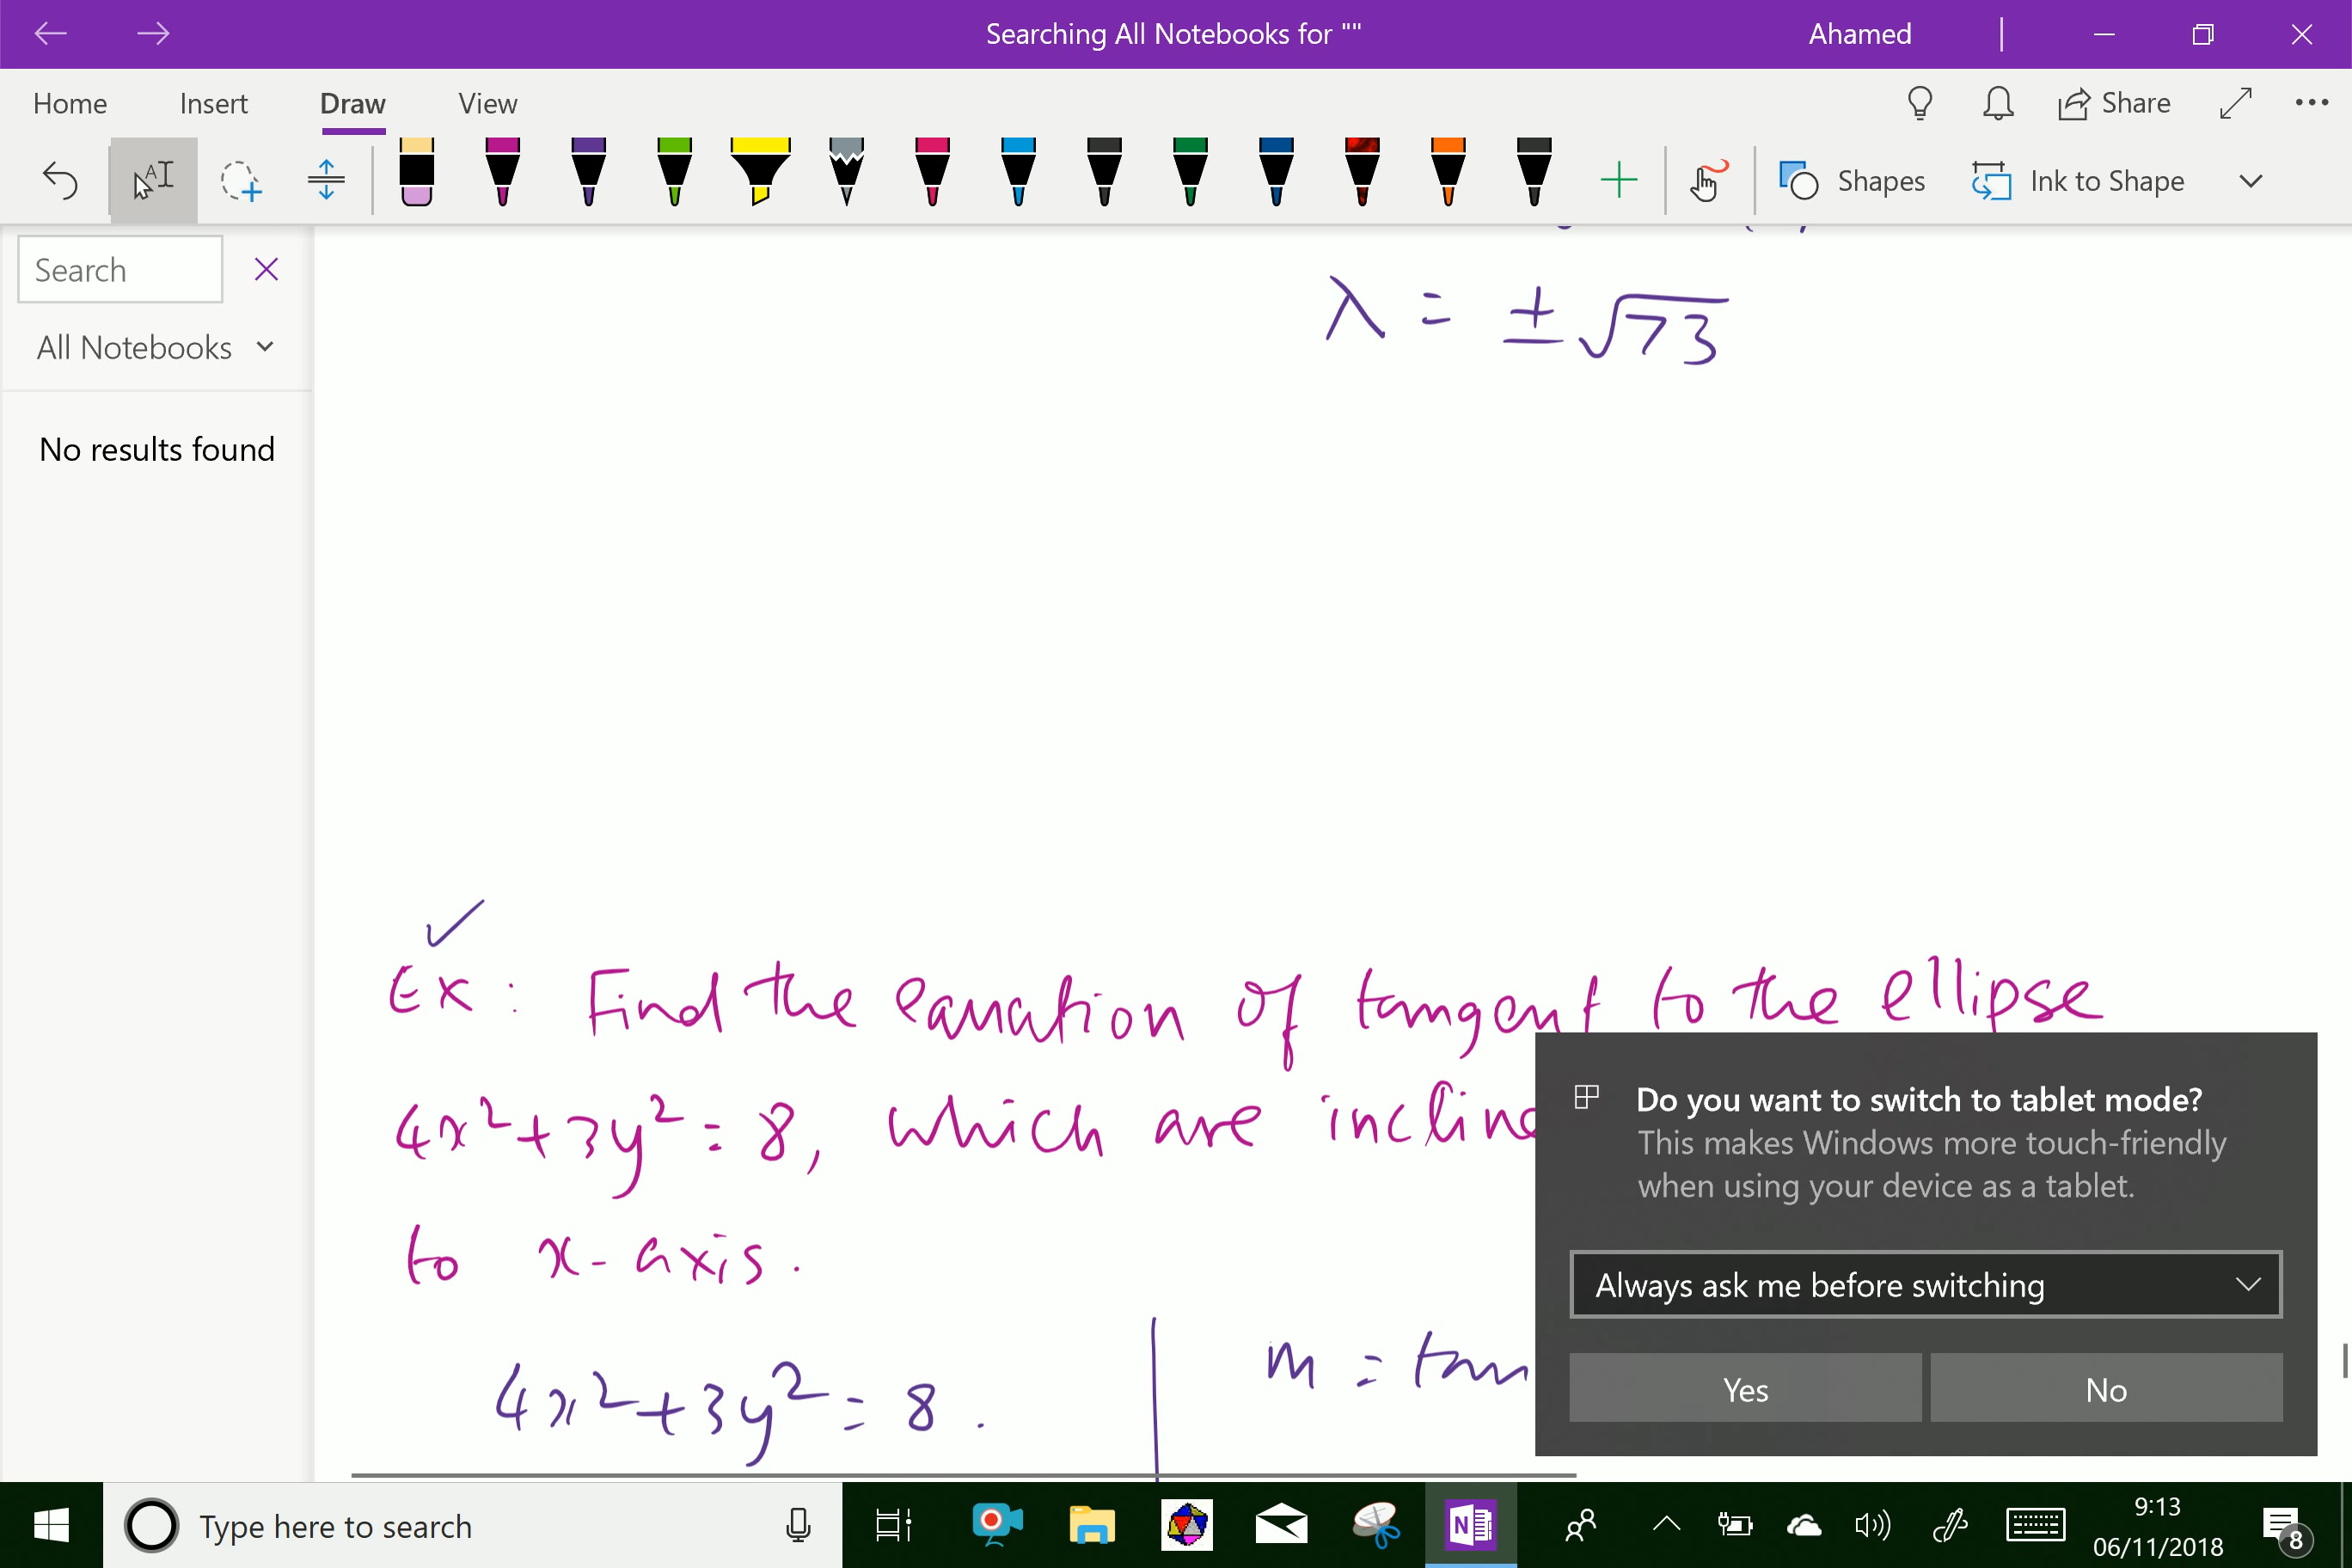 Searching All Notebooks for ""
Ahamed
Home Insert Draw View
Share
Shapes
Ink to Shape
Search
All Notebooks
No results found
λ = ±√73
Ex: Find the equation of tangent to the ellipse
4x²+3y²=8, which are incline
to x-axis.
4x²+3y²=8.
m = tan
Do you want to switch to tablet mode?
This makes Windows more touch-friendly
when using your device as a tablet.
Always ask me before switching
Yes
No
Type here to search
N
9:13
06/11/2018
8